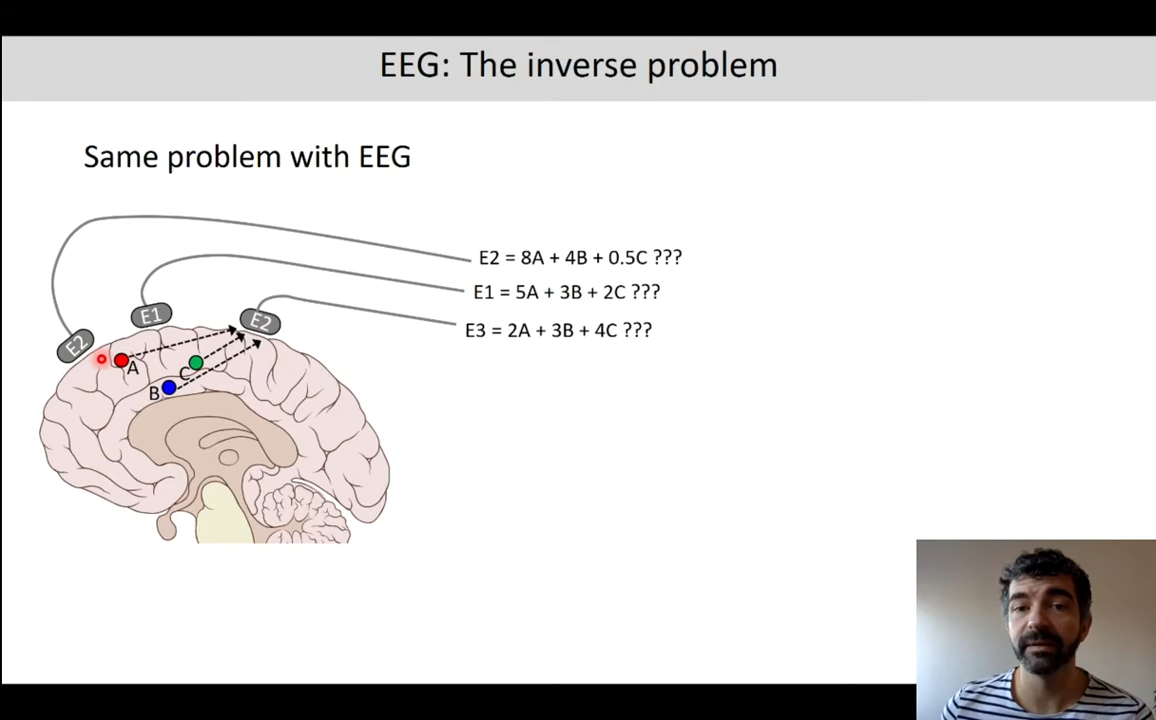 EEG: The inverse problem
Same problem with EEG
E2 = 8A + 4B + 0.5C ???
E1 = 5A + 3B + 2C ???
E3 = 2A + 3B + 4C ???
E1
E2
E2
A
C
B